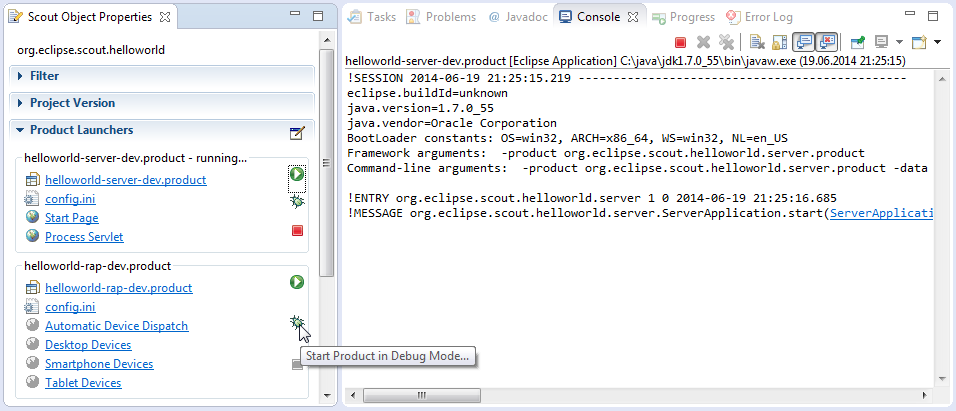 Scout Object Properties
org.eclipse.scout.helloworld
Filter
Project Version
Product Launchers
helloworld-server-dev.product - running...
helloworld-server-dev.product
config.ini
Start Page
Process Servlet
helloworld-rap-dev.product
helloworld-rap-dev.product
config.ini
Automatic Device Dispatch
Desktop Devices
Smartphone Devices
Tablet Devices
Start Product in Debug Mode...
Tasks Problems @ Javadoc Console Progress Error Log
helloworld-server-dev.product [Eclipse Application] C:\java\jdk1.7.0_55\bin\javaw.exe (19.06.2014 21:25:15)
!SESSION 2014-06-19 21:25:15.219 -----------------------------------------------
eclipse.buildId=unknown
java.version=1.7.0_55
java.vendor=Oracle Corporation
BootLoader constants: OS=win32, ARCH=x86_64, WS=win32, NL=en_US
Framework arguments:  -product org.eclipse.scout.helloworld.server.product
Command-line arguments:  -product org.eclipse.scout.helloworld.server.product -data
!ENTRY org.eclipse.scout.helloworld.server 1 0 2014-06-19 21:25:16.685
!MESSAGE org.eclipse.scout.helloworld.server.ServerApplication.start(ServerApplicati